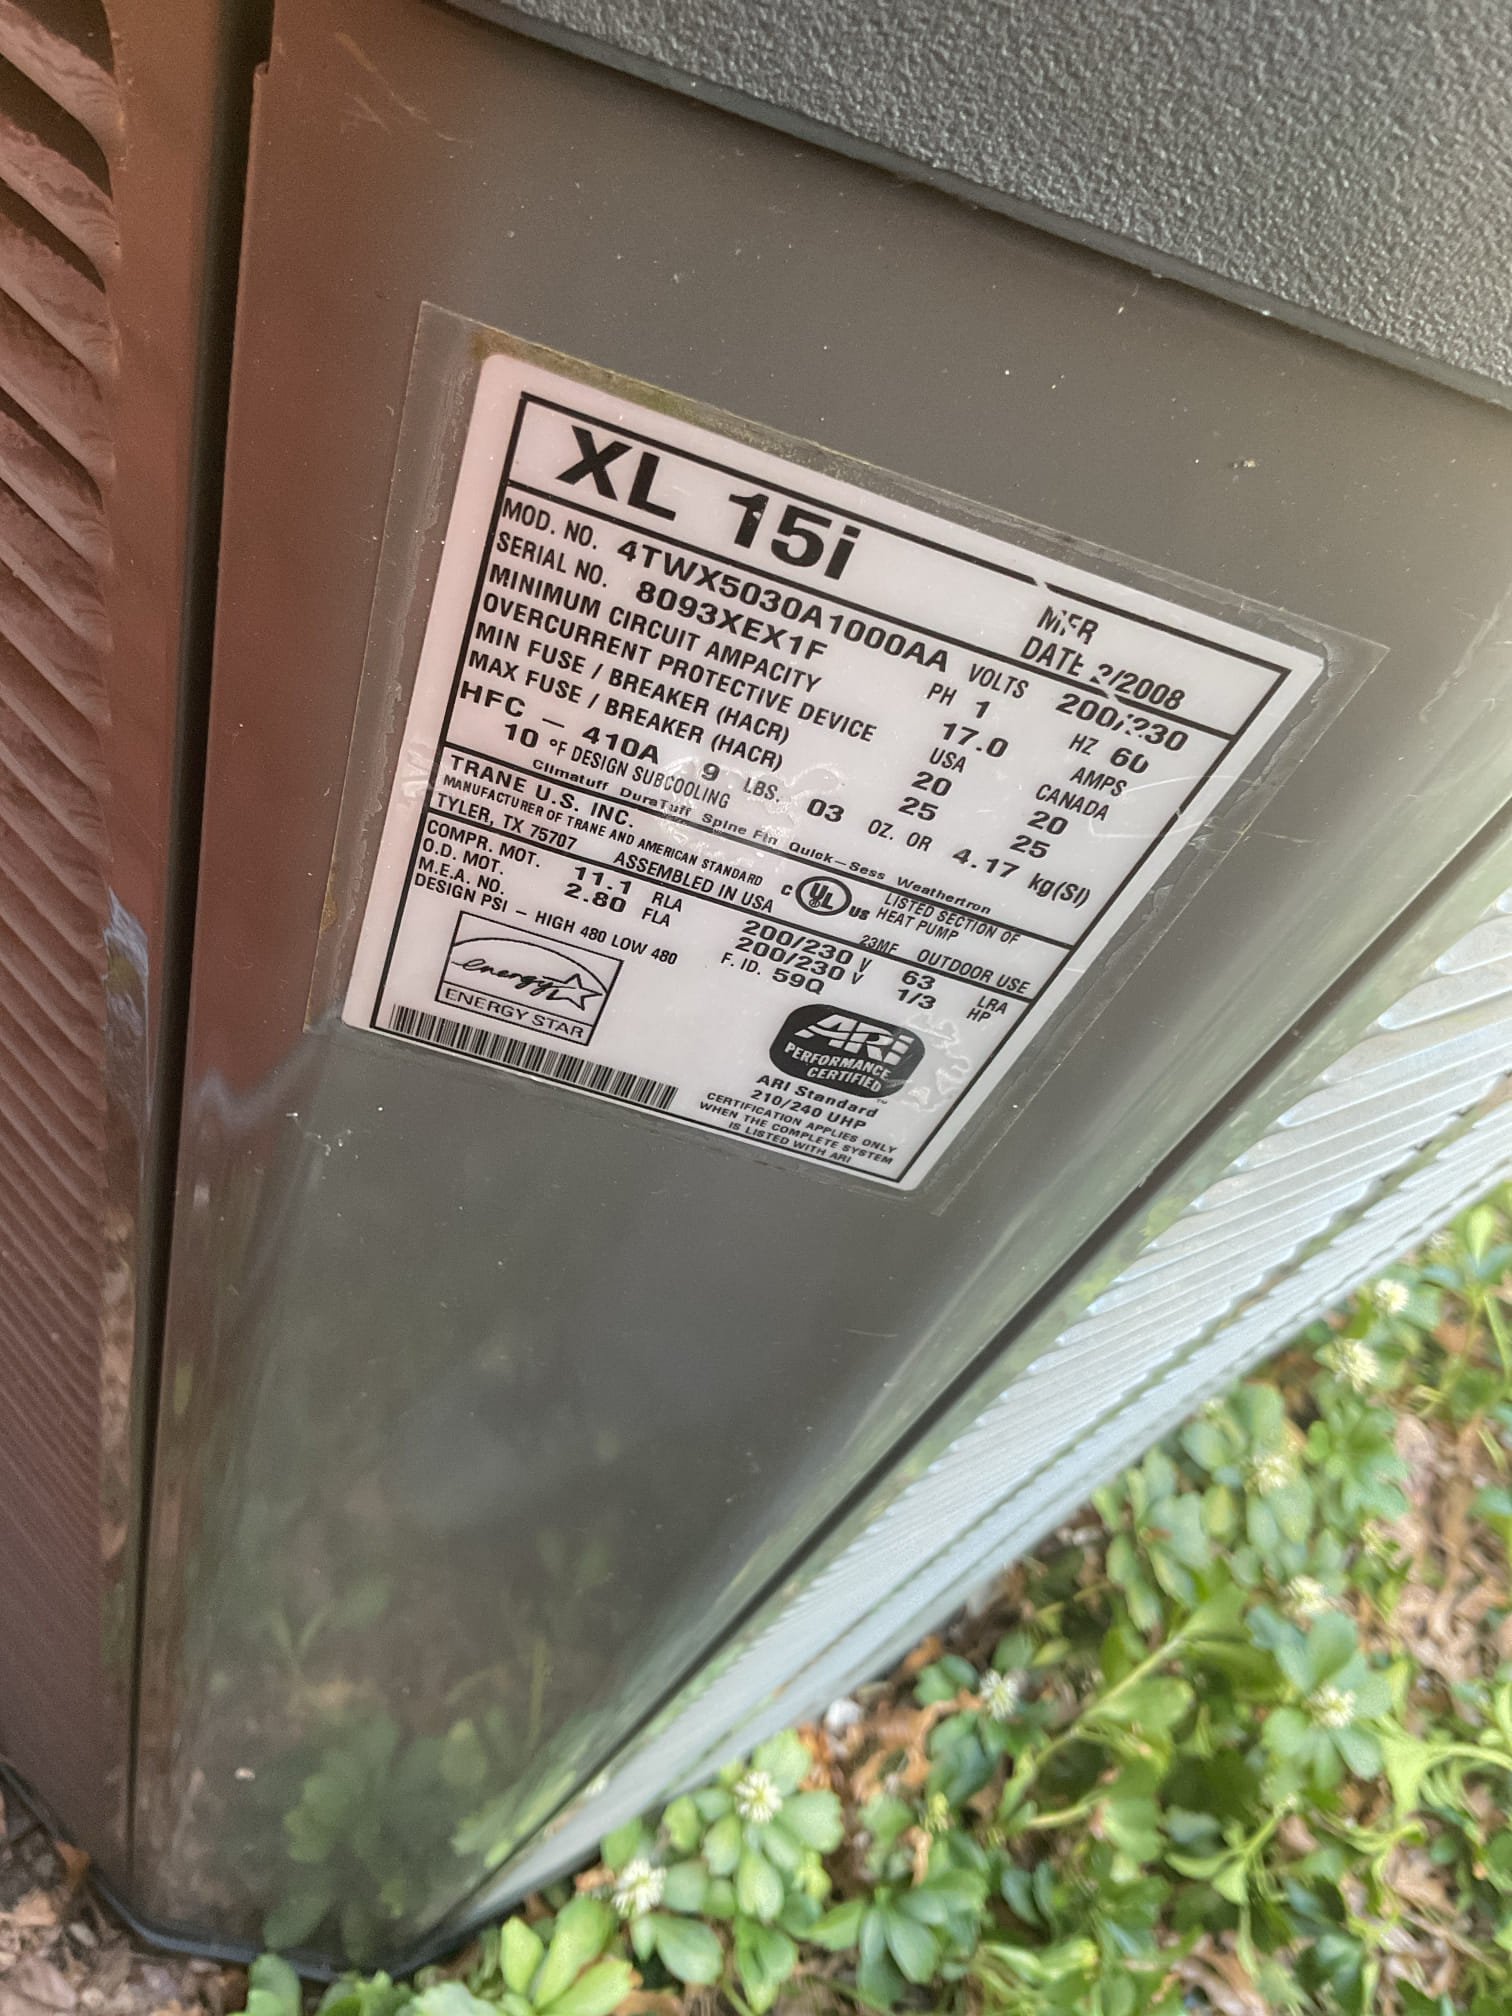 XL 15i
MFR
DATE 2/2008
MOD. NO. 4TWX5030A1000AA VOLTS 200/230
SERIAL NO. 8093XEX1F PH 1 HZ 60
MINIMUM CIRCUIT AMPACITY 17.0 AMPS
OVERCURRENT PROTECTIVE DEVICE USA CANADA
MIN FUSE / BREAKER (HACR) 20 20
MAX FUSE / BREAKER (HACR) 25 25
HFC – 410A 9 LBS. 03 OZ. OR 4.17 kg(SI)
10 °F DESIGN SUBCOOLING
Climatuff DuraTuff Spine Fin Quick–Sess Weathertron
TRANE U.S. INC.
MANUFACTURER OF TRANE AND AMERICAN STANDARD
TYLER, TX 75707 ASSEMBLED IN USA
C UL US LISTED SECTION OF
HEAT PUMP
23MF OUTDOOR USE
COMPR. MOT. 11.1 RLA 200/230 V 63 LRA
O.D. MOT. 2.80 FLA 200/230 V 1/3 HP
M.E.A. NO. F. ID. 59Q
DESIGN PSI – HIGH 480 LOW 480
energy
ENERGY STAR
ARI
PERFORMANCE
CERTIFIED™
ARI Standard
210/240 UHP
CERTIFICATION APPLIES ONLY
WHEN THE COMPLETE SYSTEM
IS LISTED WITH ARI